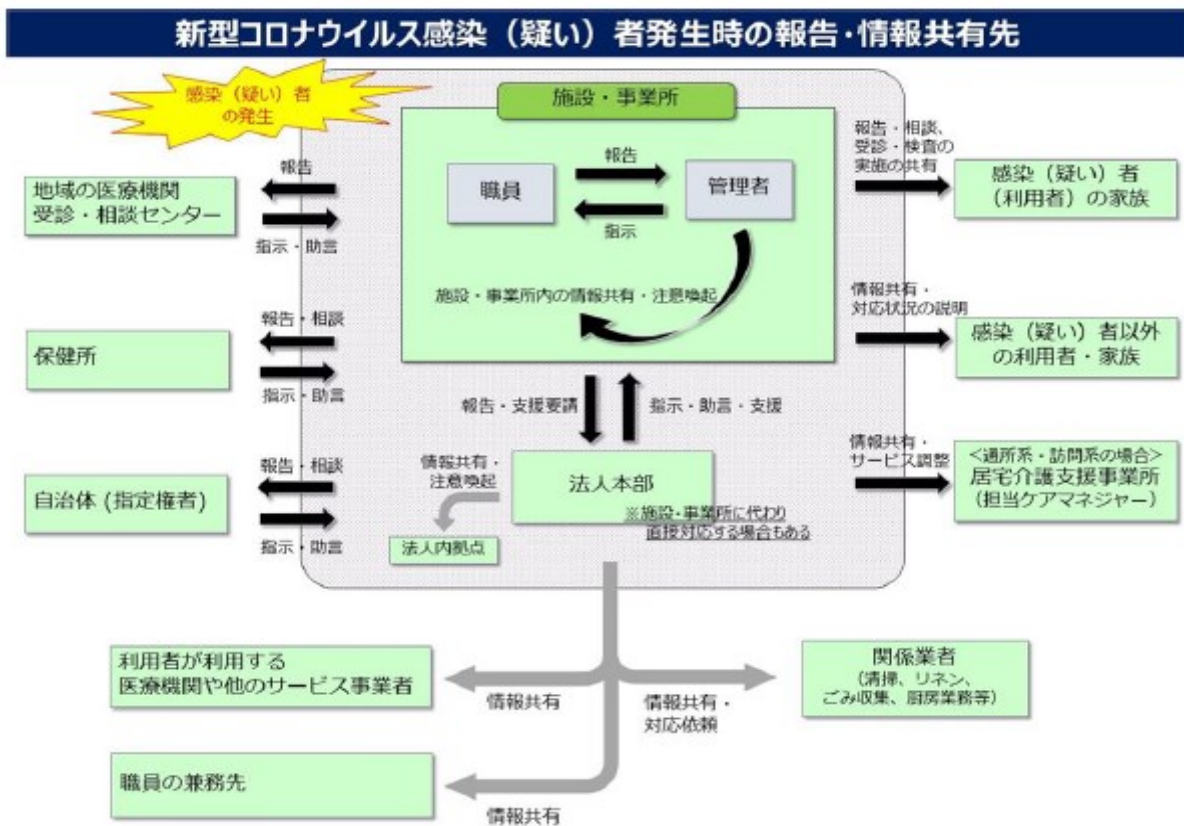 新型コロナウイルス感染（疑い）者発生時の報告・情報共有先
感染（疑い）者
の発生
施設・事業所
職員
報告
指示
管理者
施設・事業所内の情報共有・注意喚起
報告
地域の医療機関
受診・相談センター
指示・助言
報告・相談
保健所
指示・助言
報告・相談
自治体（指定権者）
指示・助言
報告・相談、
受診・検査の
実施の共有
感染（疑い）者
（利用者）の家族
情報共有・
対応状況の説明
感染（疑い）者以外
の利用者・家族
情報共有・
サービス調整
＜通所系・訪問系の場合＞
居宅介護支援事業所
（担当ケアマネジャー）
報告・支援要請
指示・助言・支援
情報共有・
注意喚起
法人本部
※施設・事業所に代わり
直接対応する場合もある
法人内拠点
利用者が利用する
医療機関や他のサービス事業者
情報共有
情報共有・
対応依頼
関係業者
（清掃、リネン、
ごみ収集、厨房業務等）
職員の兼務先
情報共有